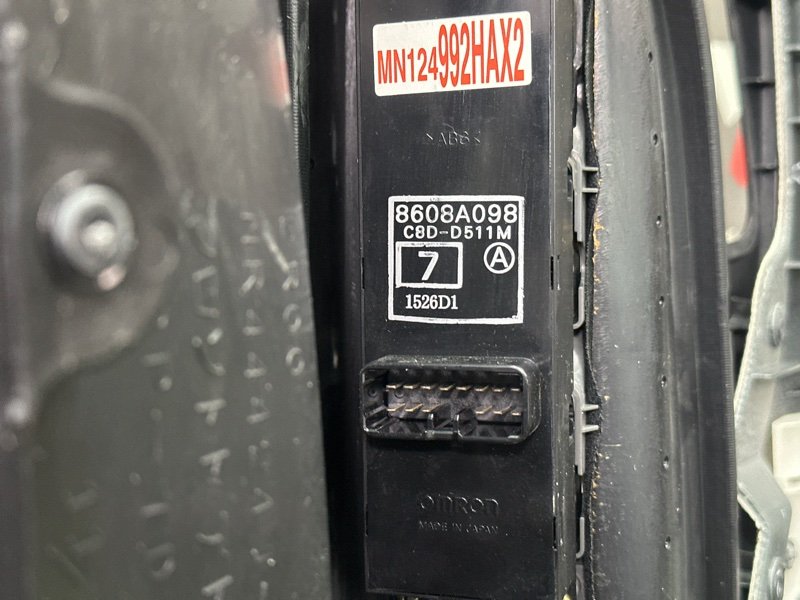 MN124992HAX2
>ABS<
8608A098
C8D-D511M
7 A
1526D1
omron
MADE IN JAPAN